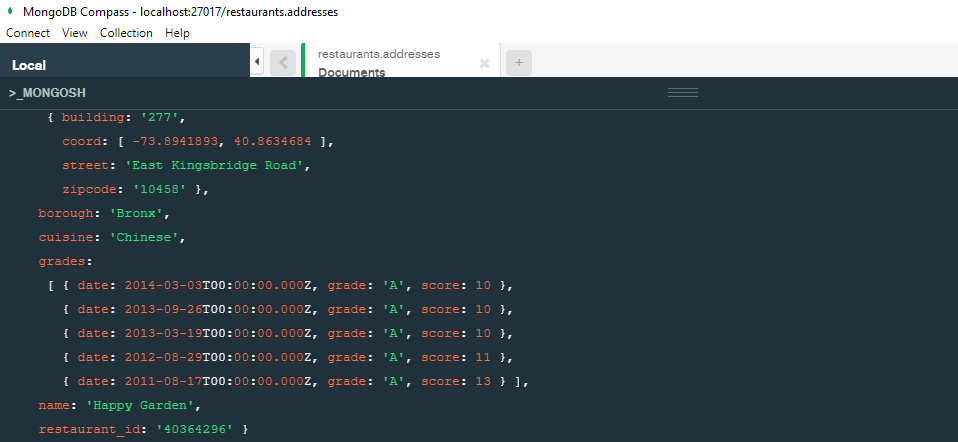 MongoDB Compass - localhost:27017/restaurants.addresses
Connect View Collection Help
Local
restaurants.addresses
Documents
>_MONGOSH
{ building: '277',
coord: [ -73.8941893, 40.8634684 ],
street: 'East Kingsbridge Road',
zipcode: '10458' },
borough: 'Bronx',
cuisine: 'Chinese',
grades:
[ { date: 2014-03-03T00:00:00.000Z, grade: 'A', score: 10 },
{ date: 2013-09-26T00:00:00.000Z, grade: 'A', score: 10 },
{ date: 2013-03-19T00:00:00.000Z, grade: 'A', score: 10 },
{ date: 2012-08-29T00:00:00.000Z, grade: 'A', score: 11 },
{ date: 2011-08-17T00:00:00.000Z, grade: 'A', score: 13 } ],
name: 'Happy Garden',
restaurant_id: '40364296' }